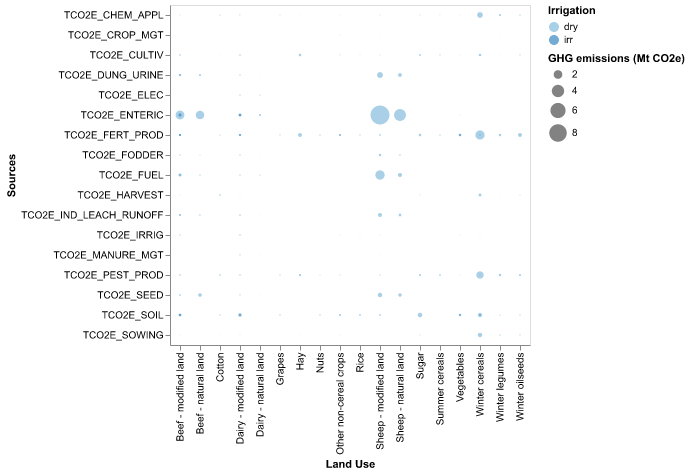 Irrigation
dry
irr
GHG emissions (Mt CO2e)
2
4
6
8
Sources
TCO2E_CHEM_APPL
TCO2E_CROP_MGT
TCO2E_CULTIV
TCO2E_DUNG_URINE
TCO2E_ELEC
TCO2E_ENTERIC
TCO2E_FERT_PROD
TCO2E_FODDER
TCO2E_FUEL
TCO2E_HARVEST
TCO2E_IND_LEACH_RUNOFF
TCO2E_IRRIG
TCO2E_MANURE_MGT
TCO2E_PEST_PROD
TCO2E_SEED
TCO2E_SOIL
TCO2E_SOWING
Beef - modified land
Beef - natural land
Cotton
Dairy - modified land
Dairy - natural land
Grapes
Hay
Nuts
Other non-cereal crops
Rice
Sheep - modified land
Sheep - natural land
Sugar
Summer cereals
Vegetables
Winter cereals
Winter legumes
Winter oilseeds
Land Use